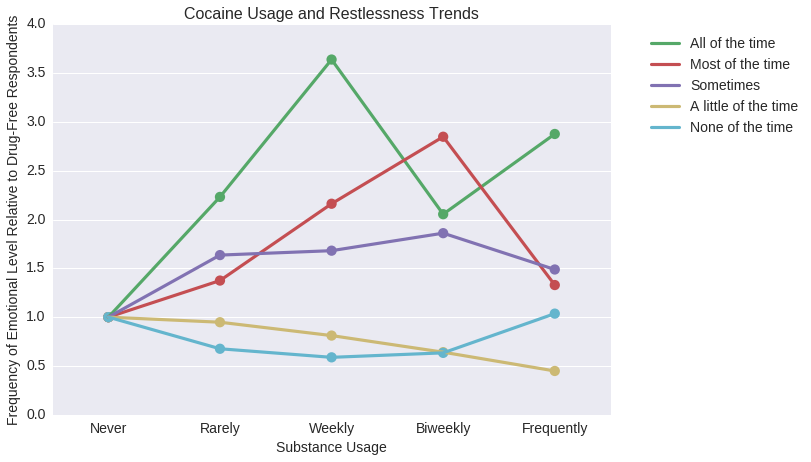 Cocaine Usage and Restlessness Trends
Frequency of Emotional Level Relative to Drug-Free Respondents
4.0
3.5
3.0
2.5
2.0
1.5
1.0
0.5
0.0
Never Rarely Weekly Biweekly Frequently
Substance Usage
All of the time
Most of the time
Sometimes
A little of the time
None of the time